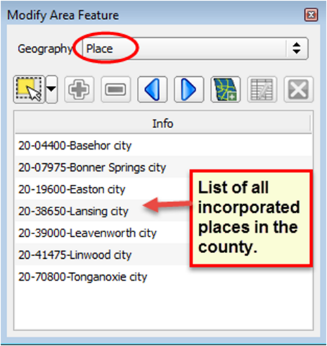 Modify Area Feature
Geography Place
Info
20-04400-Basehor city
20-07975-Bonner Springs city
20-19600-Easton city
20-38650-Lansing city
20-39000-Leavenworth city
20-41475-Linwood city
20-70800-Tonganoxie city
List of all
incorporated
places in the
county.